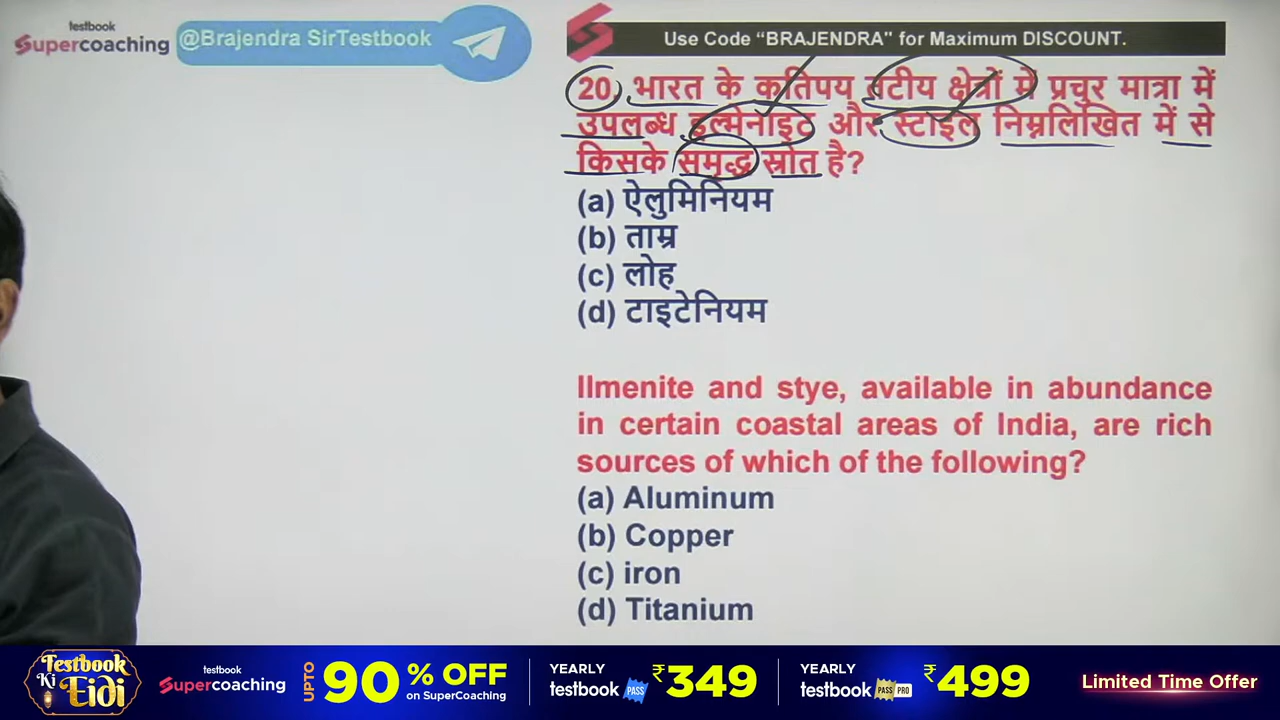 testbook
Supercoaching
@Brajendra SirTestbook
Use Code “BRAJENDRA" for Maximum DISCOUNT.
20. भारत के कतिपय तटीय क्षेत्रों में प्रचुर मात्रा में
उपलब्ध इल्मेनाइट और स्टाइल निम्नलिखित में से
किसके समृद्ध स्रोत है?
(a) ऐलुमिनियम
(b) ताम्र
(c) लोह
(d) टाइटेनियम
Ilmenite and stye, available in abundance
in certain coastal areas of India, are rich
sources of which of the following?
(a) Aluminum
(b) Copper
(c) iron
(d) Titanium
Testbook
Ki
Eidi
testbook
Supercoaching
UPTO
90% OFF
on SuperCoaching
YEARLY
testbook PASS
₹349
YEARLY
testbook PASS PRO
₹499
Limited Time Offer